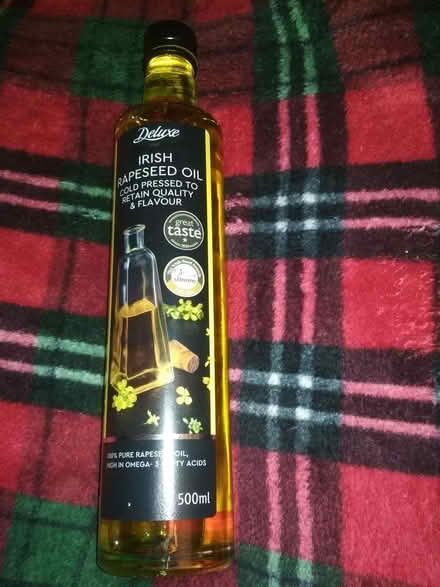 Deluxe
IRISH
RAPESEED OIL
COLD PRESSED TO
RETAIN QUALITY
& FLAVOUR
great
taste
100% PURE RAPESEED OIL,
HIGH IN OMEGA- 3 FATTY ACIDS
500ml